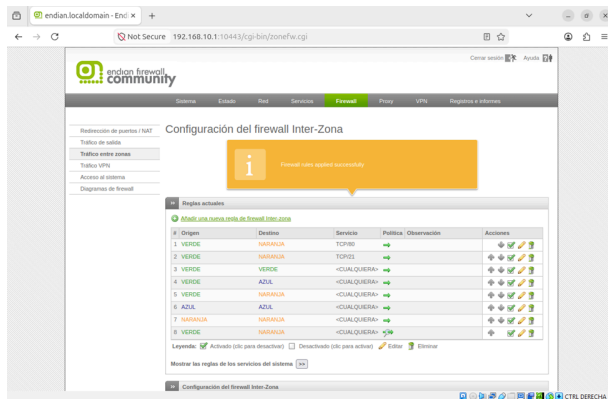 endian.localdomain - Endi ×
Not Secure 192.168.10.1:10443/cgi-bin/zonefw.cgi
Cerrar sesión Ayuda
endian firewall
community
Sistema Estado Red Servicios Firewall Proxy VPN Registros e informes
Redirección de puertos / NAT
Tráfico de salida
Tráfico entre zonas
Tráfico VPN
Acceso al sistema
Diagramas de firewall
Configuración del firewall Inter-Zona
Firewall rules applied successfully
Reglas actuales
Añadir una nueva regla de firewall Inter-zona
# Origen Destino Servicio Política Observación Acciones
1 VERDE NARANJA TCP/80
2 VERDE NARANJA TCP/21
3 VERDE VERDE <CUALQUIERA>
4 VERDE AZUL <CUALQUIERA>
5 VERDE NARANJA <CUALQUIERA>
6 AZUL AZUL <CUALQUIERA>
7 NARANJA NARANJA <CUALQUIERA>
8 VERDE NARANJA <CUALQUIERA>
Leyenda: Activado (clic para desactivar) Desactivado (clic para activar) Editar Eliminar
Mostrar las reglas de los servicios del sistema >>
Configuración del firewall Inter-Zona
CTRL DERECHA